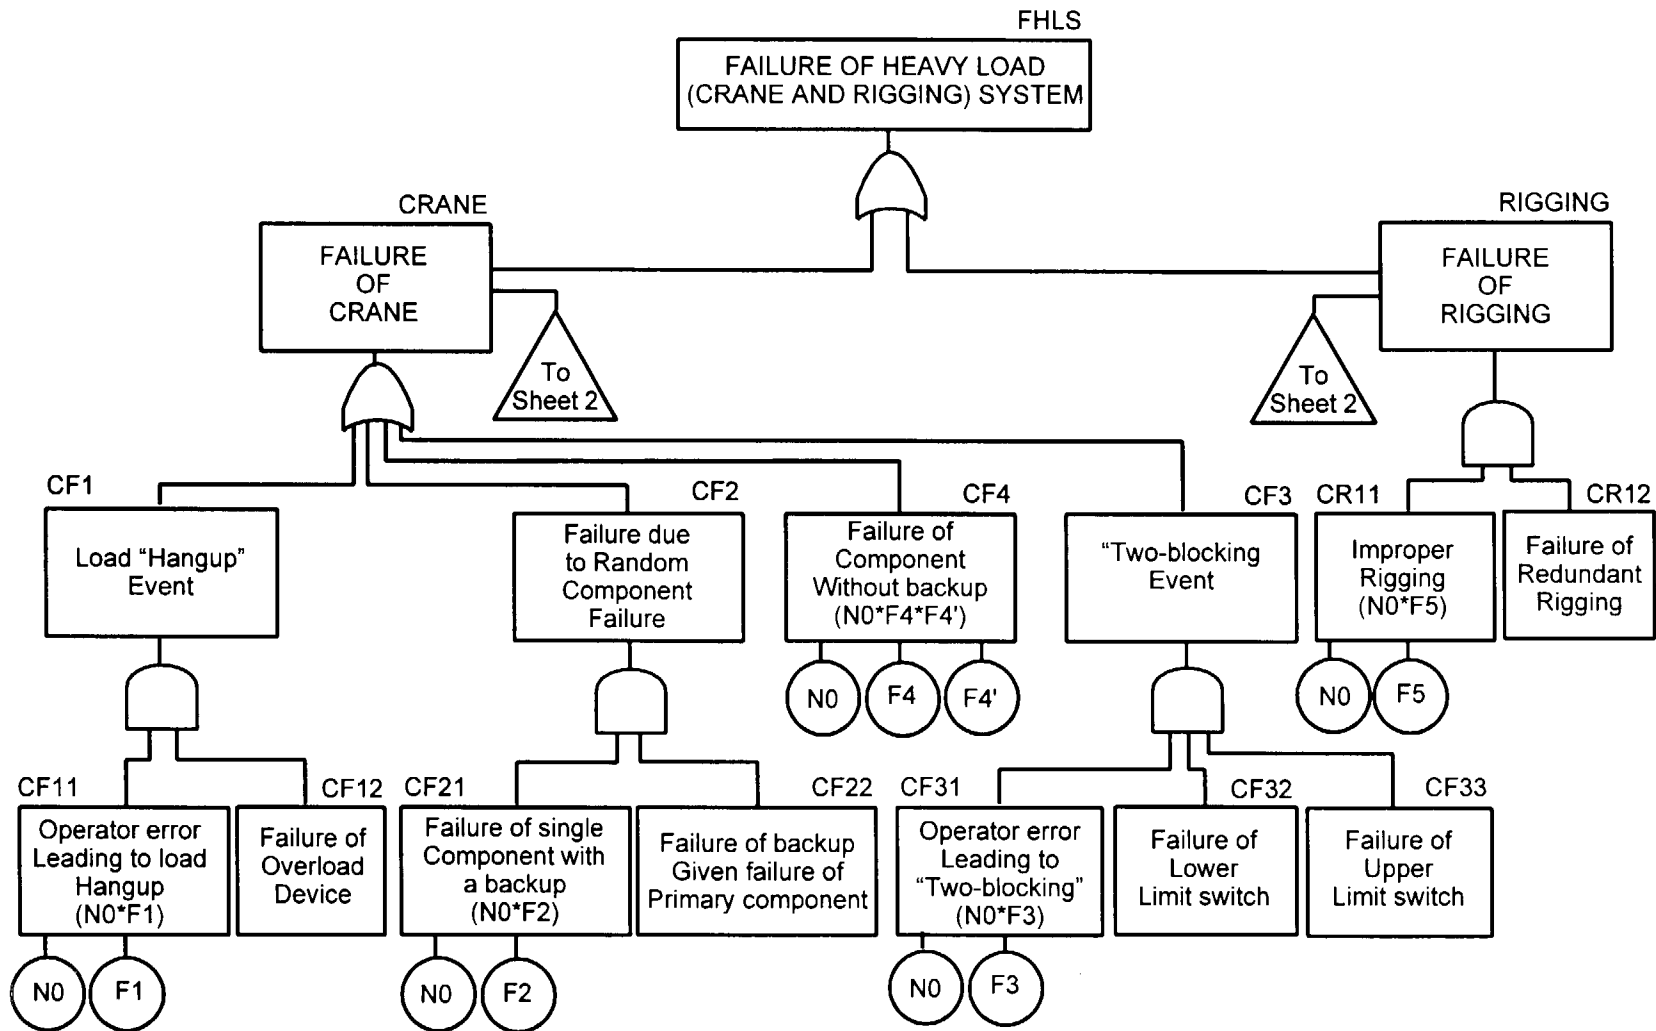 FHLS
FAILURE OF HEAVY LOAD
(CRANE AND RIGGING) SYSTEM
CRANE
FAILURE
OF
CRANE
To
Sheet 2
RIGGING
FAILURE
OF
RIGGING
To
Sheet 2
CF1
Load “Hangup”
Event
CF2
Failure due
to Random
Component
Failure
CF4
Failure of
Component
Without backup
(N0*F4*F4')
N0
F4
F4'
CF3
“Two-blocking
Event
CR11
Improper
Rigging
(N0*F5)
N0
F5
CR12
Failure of
Redundant
Rigging
CF11
Operator error
Leading to load
Hangup
(N0*F1)
N0
F1
CF12
Failure of
Overload
Device
CF21
Failure of single
Component with
a backup
(N0*F2)
N0
F2
CF22
Failure of backup
Given failure of
Primary component
CF31
Operator error
Leading to
“Two-blocking”
(N0*F3)
N0
F3
CF32
Failure of
Lower
Limit switch
CF33
Failure of
Upper
Limit switch